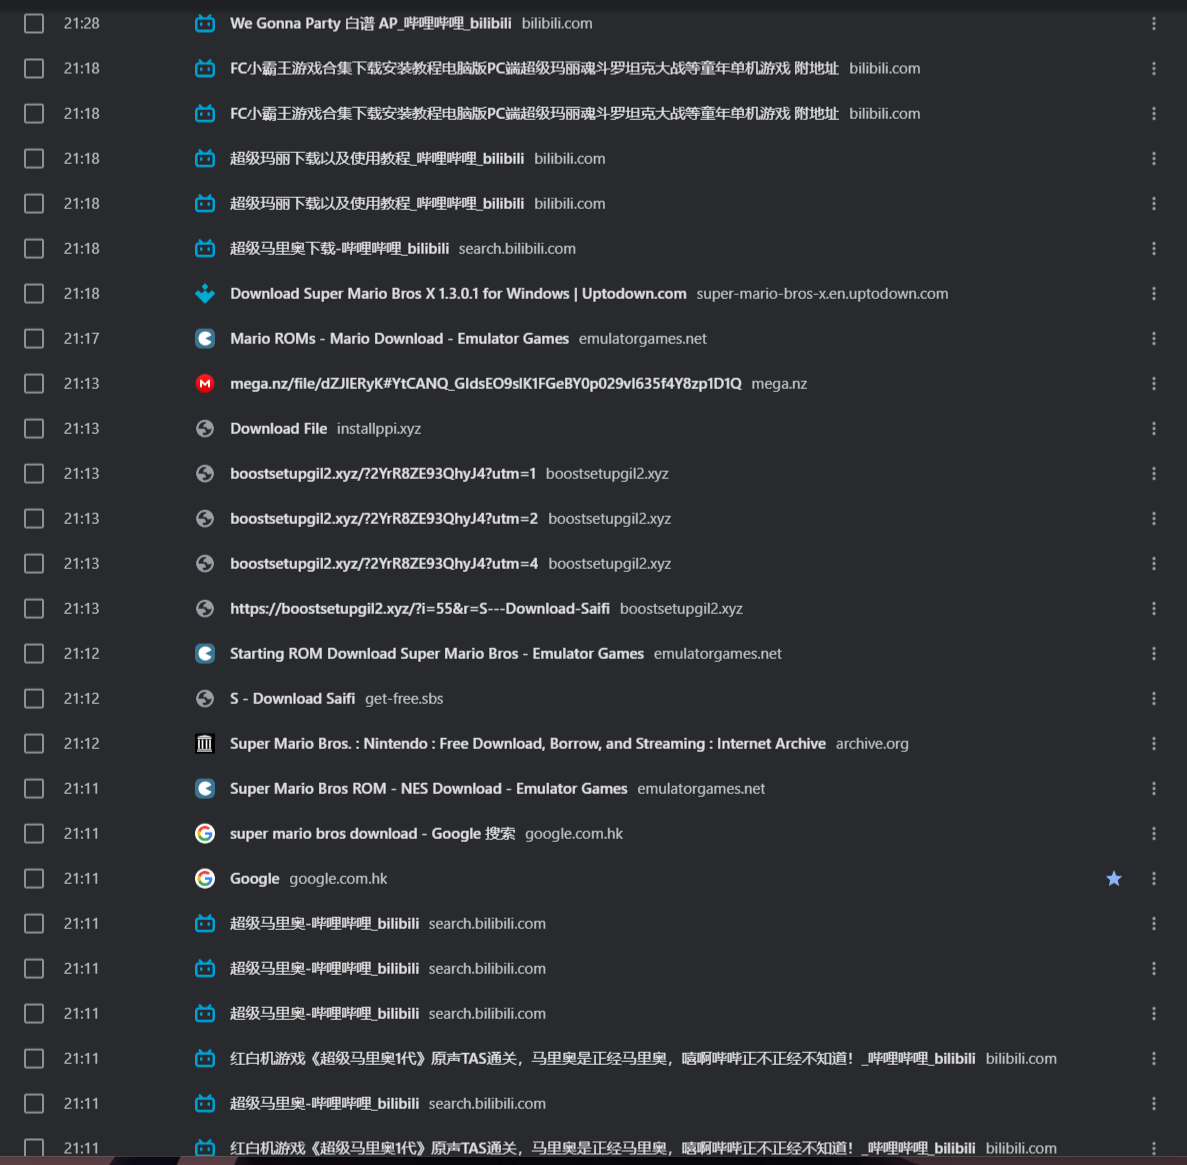 21:28 We Gonna Party 白谱 AP_哔哩哔哩_bilibili bilibili.com
21:18 FC小霸王游戏合集下载安装教程电脑版PC端超级玛丽魂斗罗坦克大战等童年单机游戏 附地址 bilibili.com
21:18 FC小霸王游戏合集下载安装教程电脑版PC端超级玛丽魂斗罗坦克大战等童年单机游戏 附地址 bilibili.com
21:18 超级玛丽下载以及使用教程_哔哩哔哩_bilibili bilibili.com
21:18 超级玛丽下载以及使用教程_哔哩哔哩_bilibili bilibili.com
21:18 超级马里奥下载-哔哩哔哩_bilibili search.bilibili.com
21:18 Download Super Mario Bros X 1.3.0.1 for Windows | Uptodown.com super-mario-bros-x.en.uptodown.com
21:17 Mario ROMs - Mario Download - Emulator Games emulatorgames.net
21:13 mega.nz/file/dZJIERyK#YtCANQ_GIdsEO9slK1FGeBY0p029vI635f4Y8zp1D1Q mega.nz
21:13 Download File installppi.xyz
21:13 boostsetupgil2.xyz/?2YrR8ZE93QhyJ4?utm=1 boostsetupgil2.xyz
21:13 boostsetupgil2.xyz/?2YrR8ZE93QhyJ4?utm=2 boostsetupgil2.xyz
21:13 boostsetupgil2.xyz/?2YrR8ZE93QhyJ4?utm=4 boostsetupgil2.xyz
21:13 https://boostsetupgil2.xyz/?i=55&r=S---Download-Saifi boostsetupgil2.xyz
21:12 Starting ROM Download Super Mario Bros - Emulator Games emulatorgames.net
21:12 S - Download Saifi get-free.sbs
21:12 Super Mario Bros. : Nintendo : Free Download, Borrow, and Streaming : Internet Archive archive.org
21:11 Super Mario Bros ROM - NES Download - Emulator Games emulatorgames.net
21:11 super mario bros download - Google 搜索 google.com.hk
21:11 Google google.com.hk
21:11 超级马里奥-哔哩哔哩_bilibili search.bilibili.com
21:11 超级马里奥-哔哩哔哩_bilibili search.bilibili.com
21:11 超级马里奥-哔哩哔哩_bilibili search.bilibili.com
21:11 红白机游戏《超级马里奥1代》原声TAS通关，马里奥是正经马里奥，嘻啊哔哔正不正经不知道！_哔哩哔哩_bilibili bilibili.com
21:11 超级马里奥-哔哩哔哩_bilibili search.bilibili.com
21:11 红白机游戏《超级马里奥1代》原声TAS通关，马里奥是正经马里奥，嘻啊哔哔正不正经不知道！_哔哩哔哩_bilibili bilibili.com